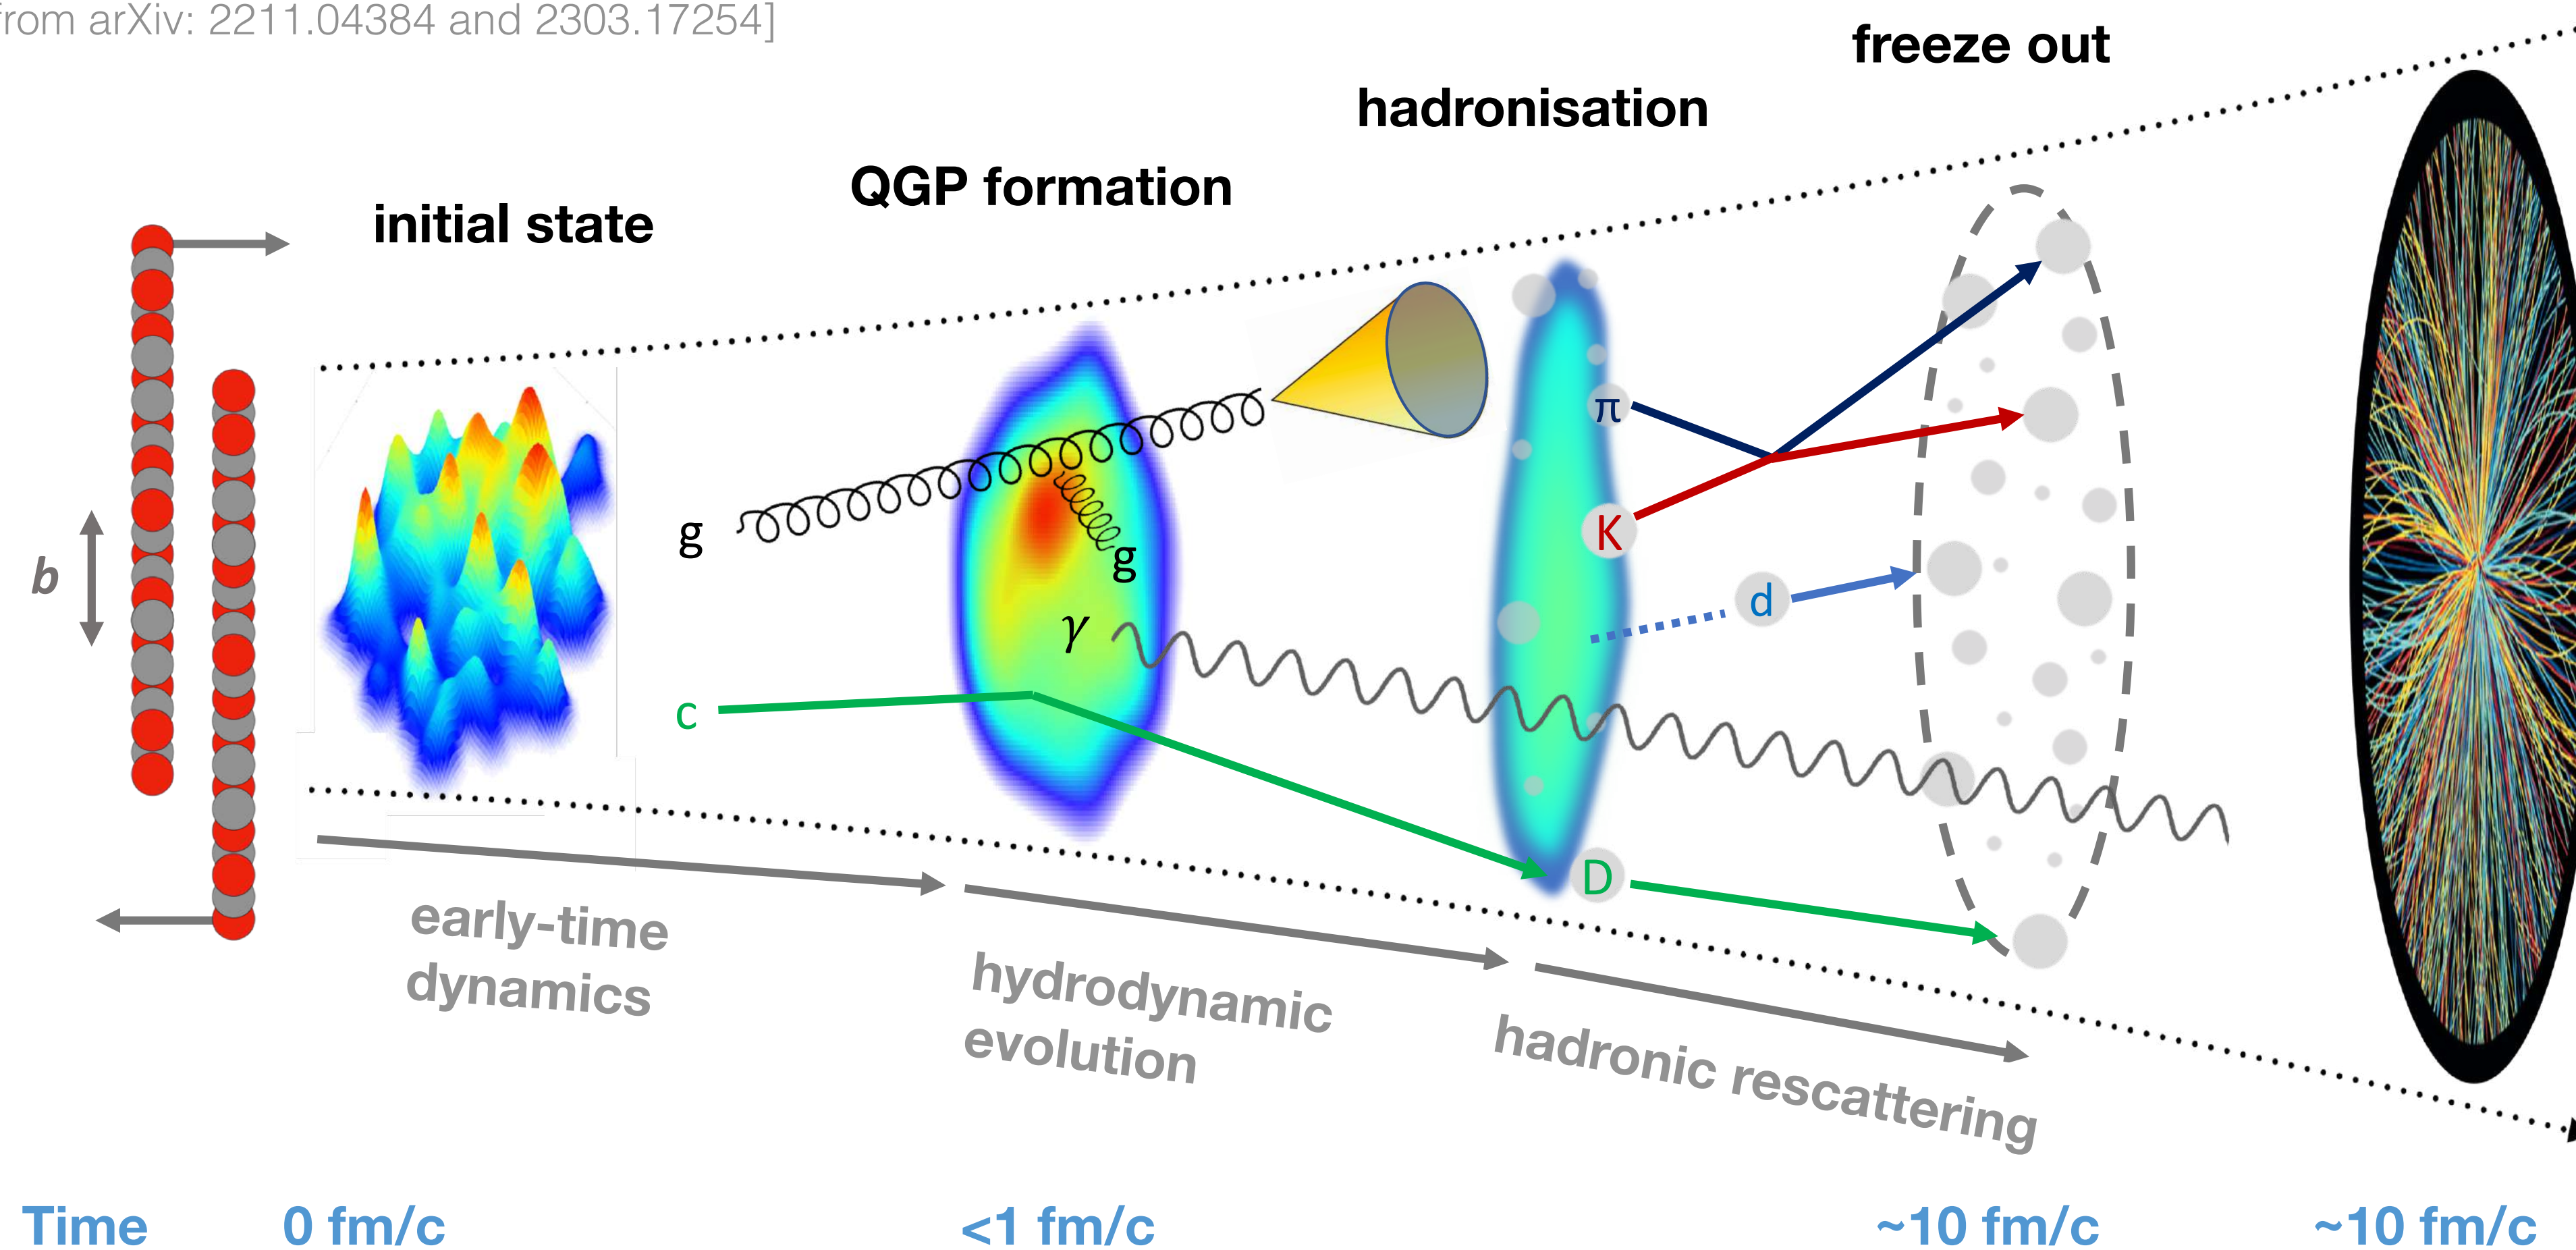 from arXiv: 2211.04384 and 2303.17254]
freeze out
hadronisation
QGP formation
initial state
b
g
g
γ
c
π
K
d
D
early-time
dynamics
hydrodynamic
evolution
hadronic rescattering
Time
0 fm/c
<1 fm/c
~10 fm/c
~10 fm/c